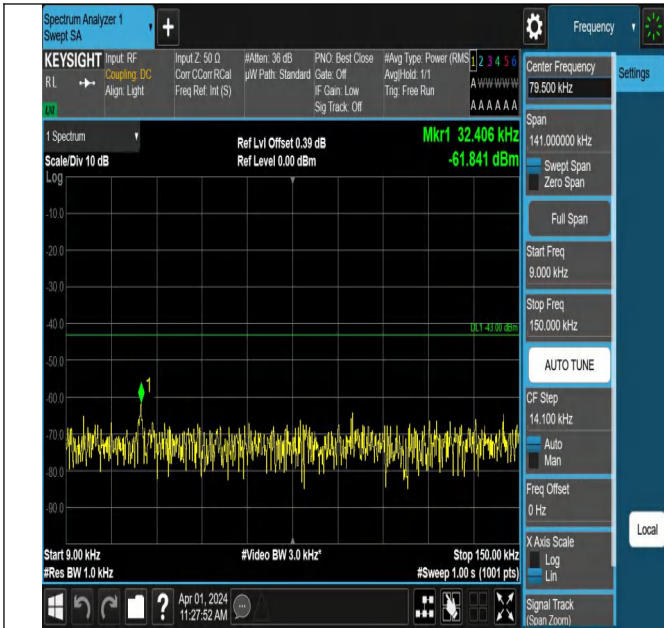 Spectrum Analyzer 1
Swept SA
+
Frequency
KEYSIGHT
RL
Input: RF
Coupling: DC
Align: Light
Input Z: 50 Ω
Corr CCorr RCal
Freq Ref: Int (S)
#Atten: 36 dB
µW Path: Standard
PNO: Best Close
Gate: Off
IF Gain: Low
Sig Track: Off
#Avg Type: Power (RMS
Avg|Hold: 1/1
Trig: Free Run
1 2 3 4 5 6
A W W W W W
A A A A A A
LXI
1 Spectrum
Scale/Div 10 dB
Ref Lvl Offset 0.39 dB
Ref Level 0.00 dBm
Mkr1 32.406 kHz
-61.841 dBm
Log
-10.0
-20.0
-30.0
-40.0
-50.0
-60.0
-70.0
-80.0
-90.0
DL1 -43.00 dBm
1
Start 9.00 kHz
#Res BW 1.0 kHz
#Video BW 3.0 kHz*
Stop 150.00 kHz
#Sweep 1.00 s (1001 pts)
?
Apr 01, 2024
11:27:52 AM
Center Frequency
79.500 kHz
Settings
Span
141.000000 kHz
Swept Span
Zero Span
Full Span
Start Freq
9.000 kHz
Stop Freq
150.000 kHz
AUTO TUNE
CF Step
14.100 kHz
Auto
Man
Freq Offset
0 Hz
X Axis Scale
Log
Lin
Signal Track
(Span Zoom)
Local